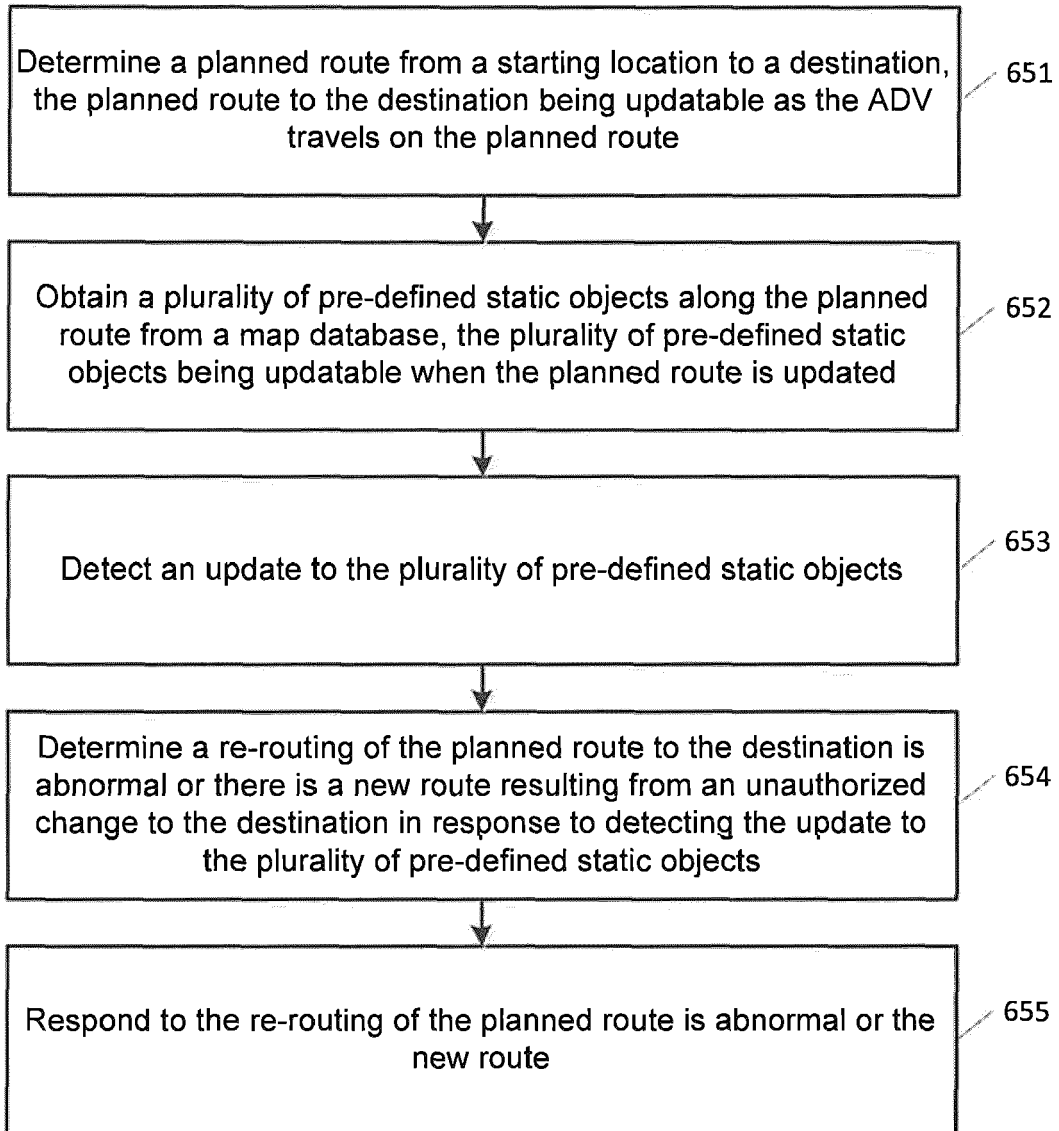 Determine a planned route from a starting location to a destination,
the planned route to the destination being updatable as the ADV
travels on the planned route
651
Obtain a plurality of pre-defined static objects along the planned
route from a map database, the plurality of pre-defined static
objects being updatable when the planned route is updated
652
Detect an update to the plurality of pre-defined static objects
653
Determine a re-routing of the planned route to the destination is
abnormal or there is a new route resulting from an unauthorized
change to the destination in response to detecting the update to
the plurality of pre-defined static objects
654
Respond to the re-routing of the planned route is abnormal or the
new route
655